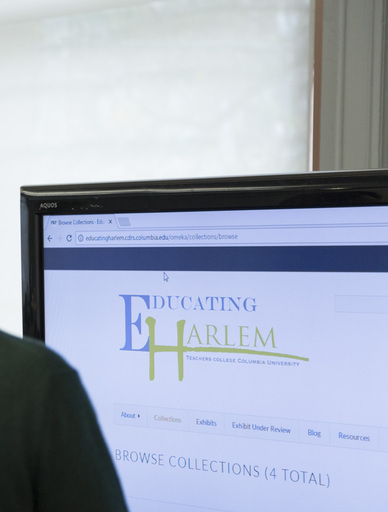 AQUOS
Browse Collections · Ed
educatingharlem.cdrs.columbia.edu/omeka/collections/browse
EDUCATING
HARLEM
TEACHERS COLLEGE COLUMBIA UNIVERSITY
About
Collections
Exhibits
Exhibit Under Review
Blog
Resources
BROWSE COLLECTIONS (4 TOTAL)